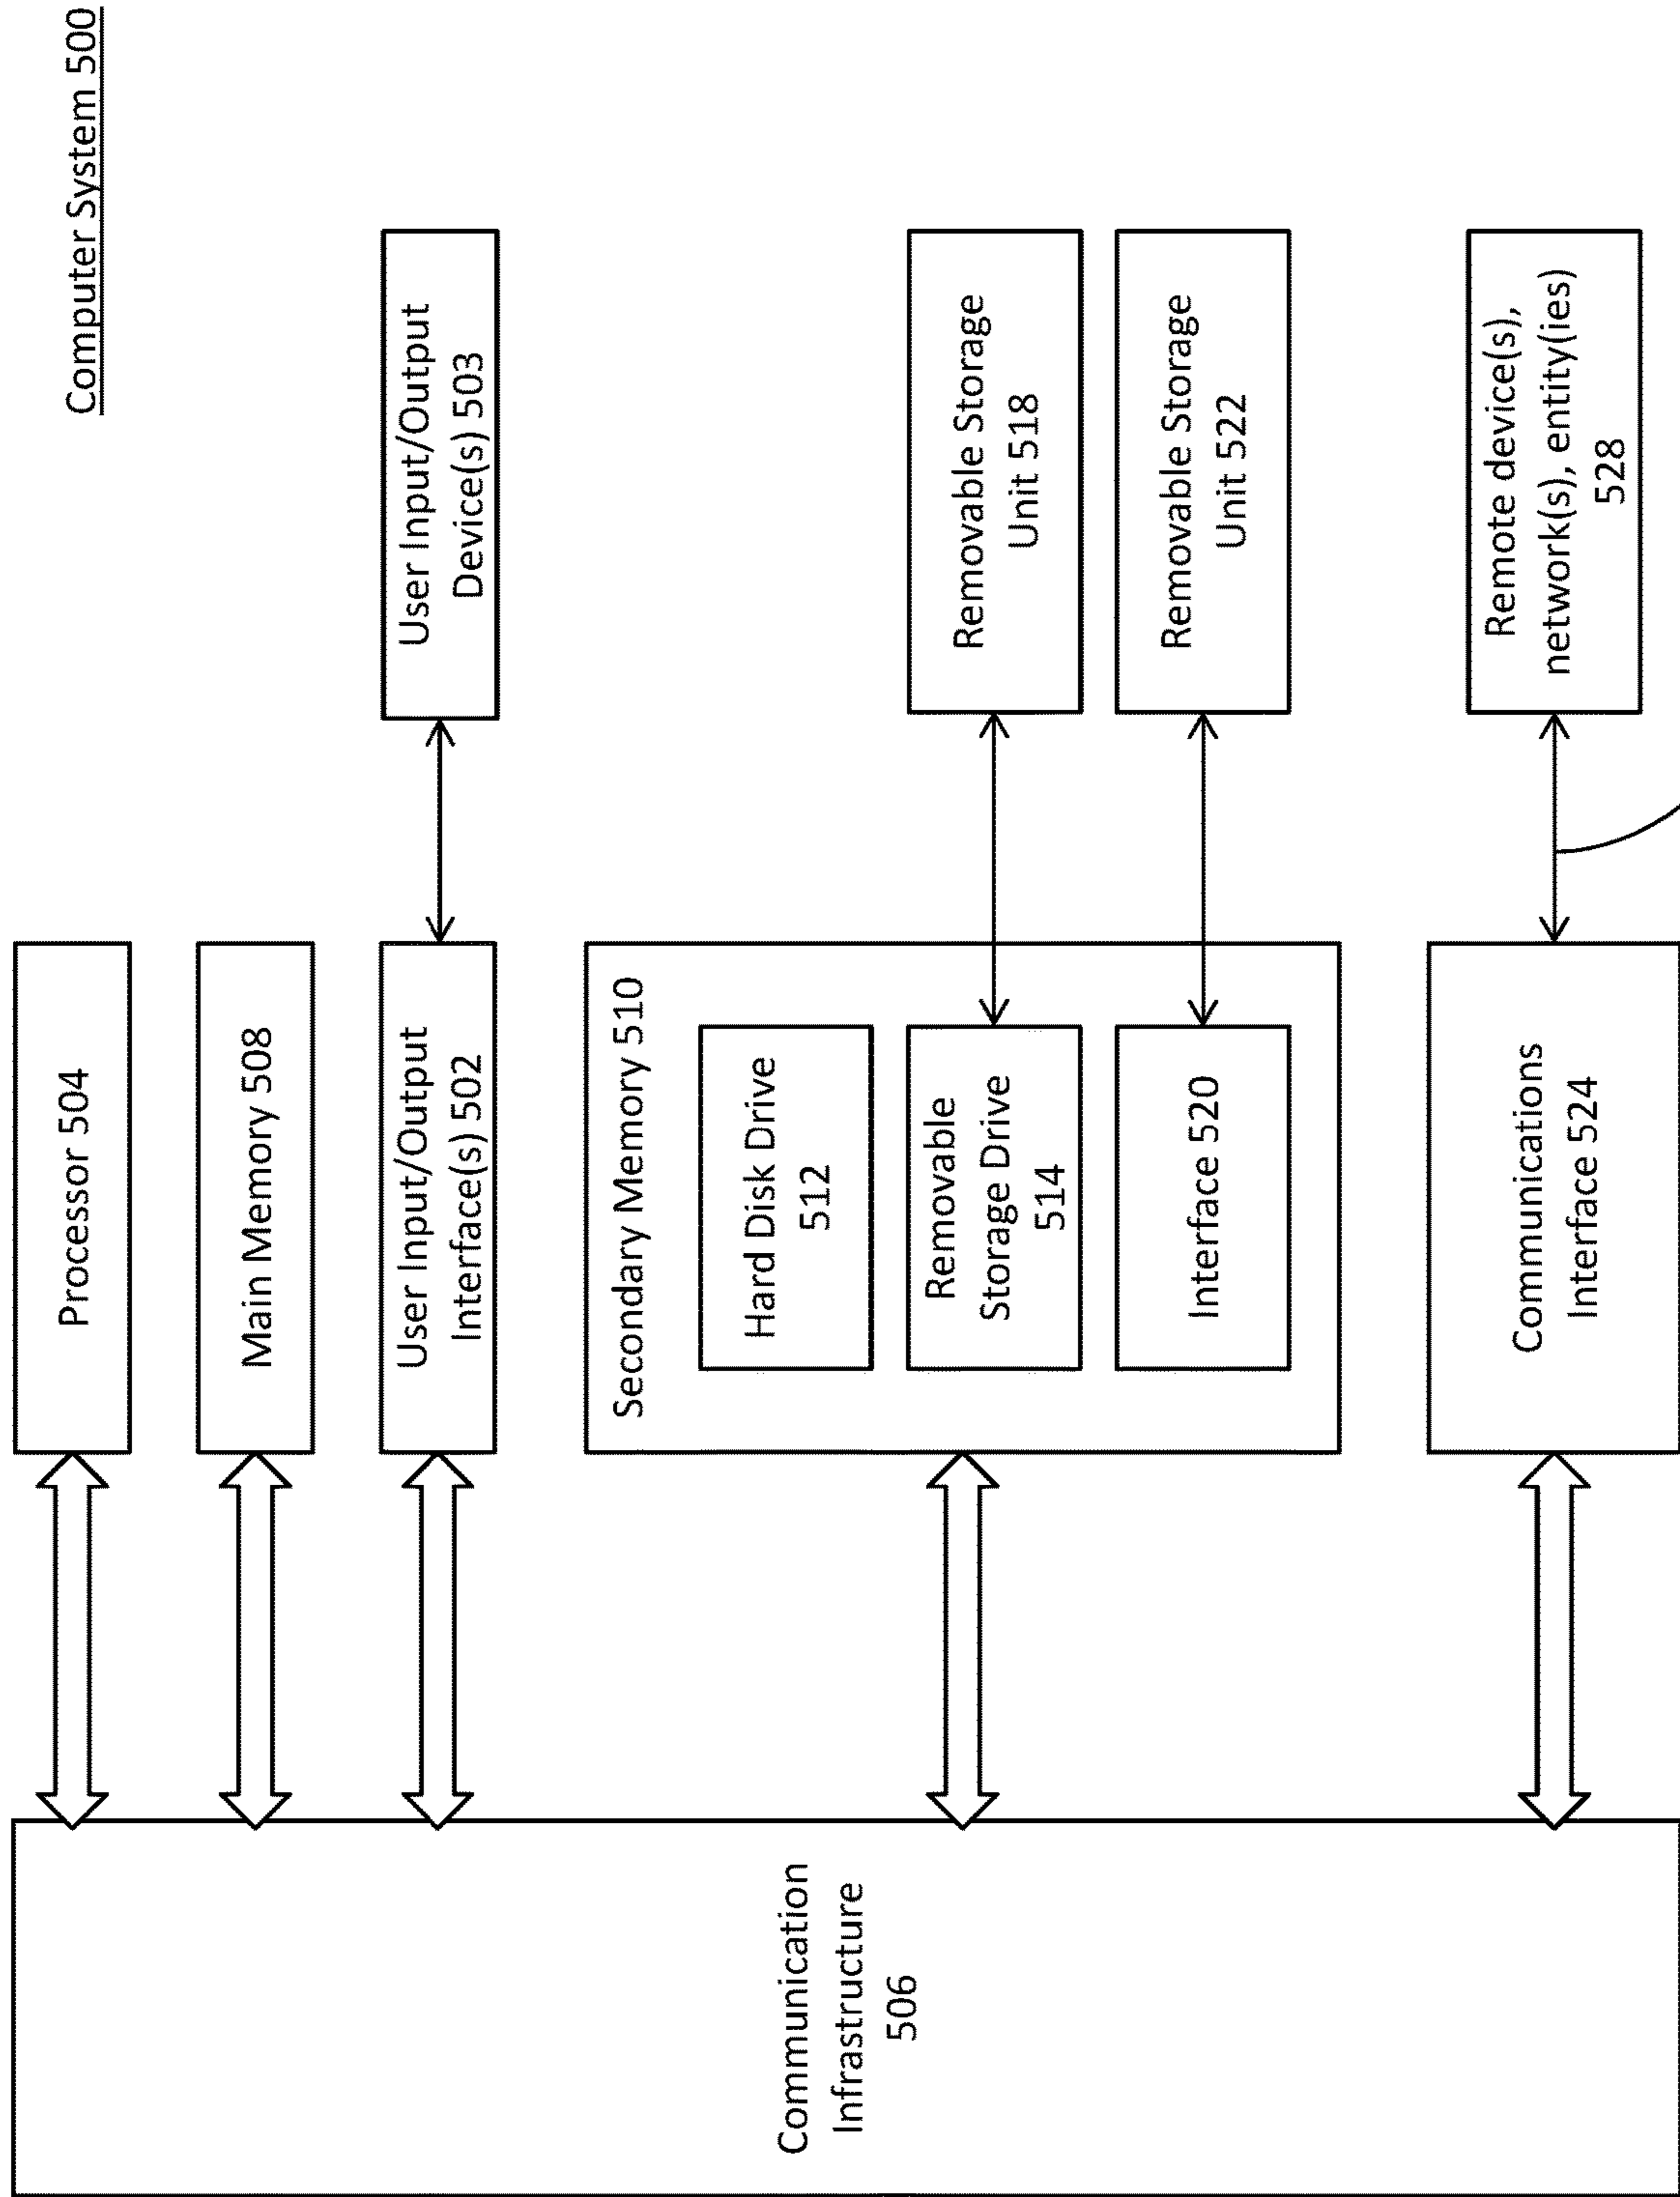 Computer System 500
Processor 504
Main Memory 508
User Input/Output
Interface(s) 502
User Input/Output
Device(s) 503
Secondary Memory 510
Hard Disk Drive
512
Removable
Storage Drive
514
Removable Storage
Unit 518
Interface 520
Removable Storage
Unit 522
Communications
Interface 524
Remote device(s),
network(s), entity(ies)
528
Communication
Infrastructure
506